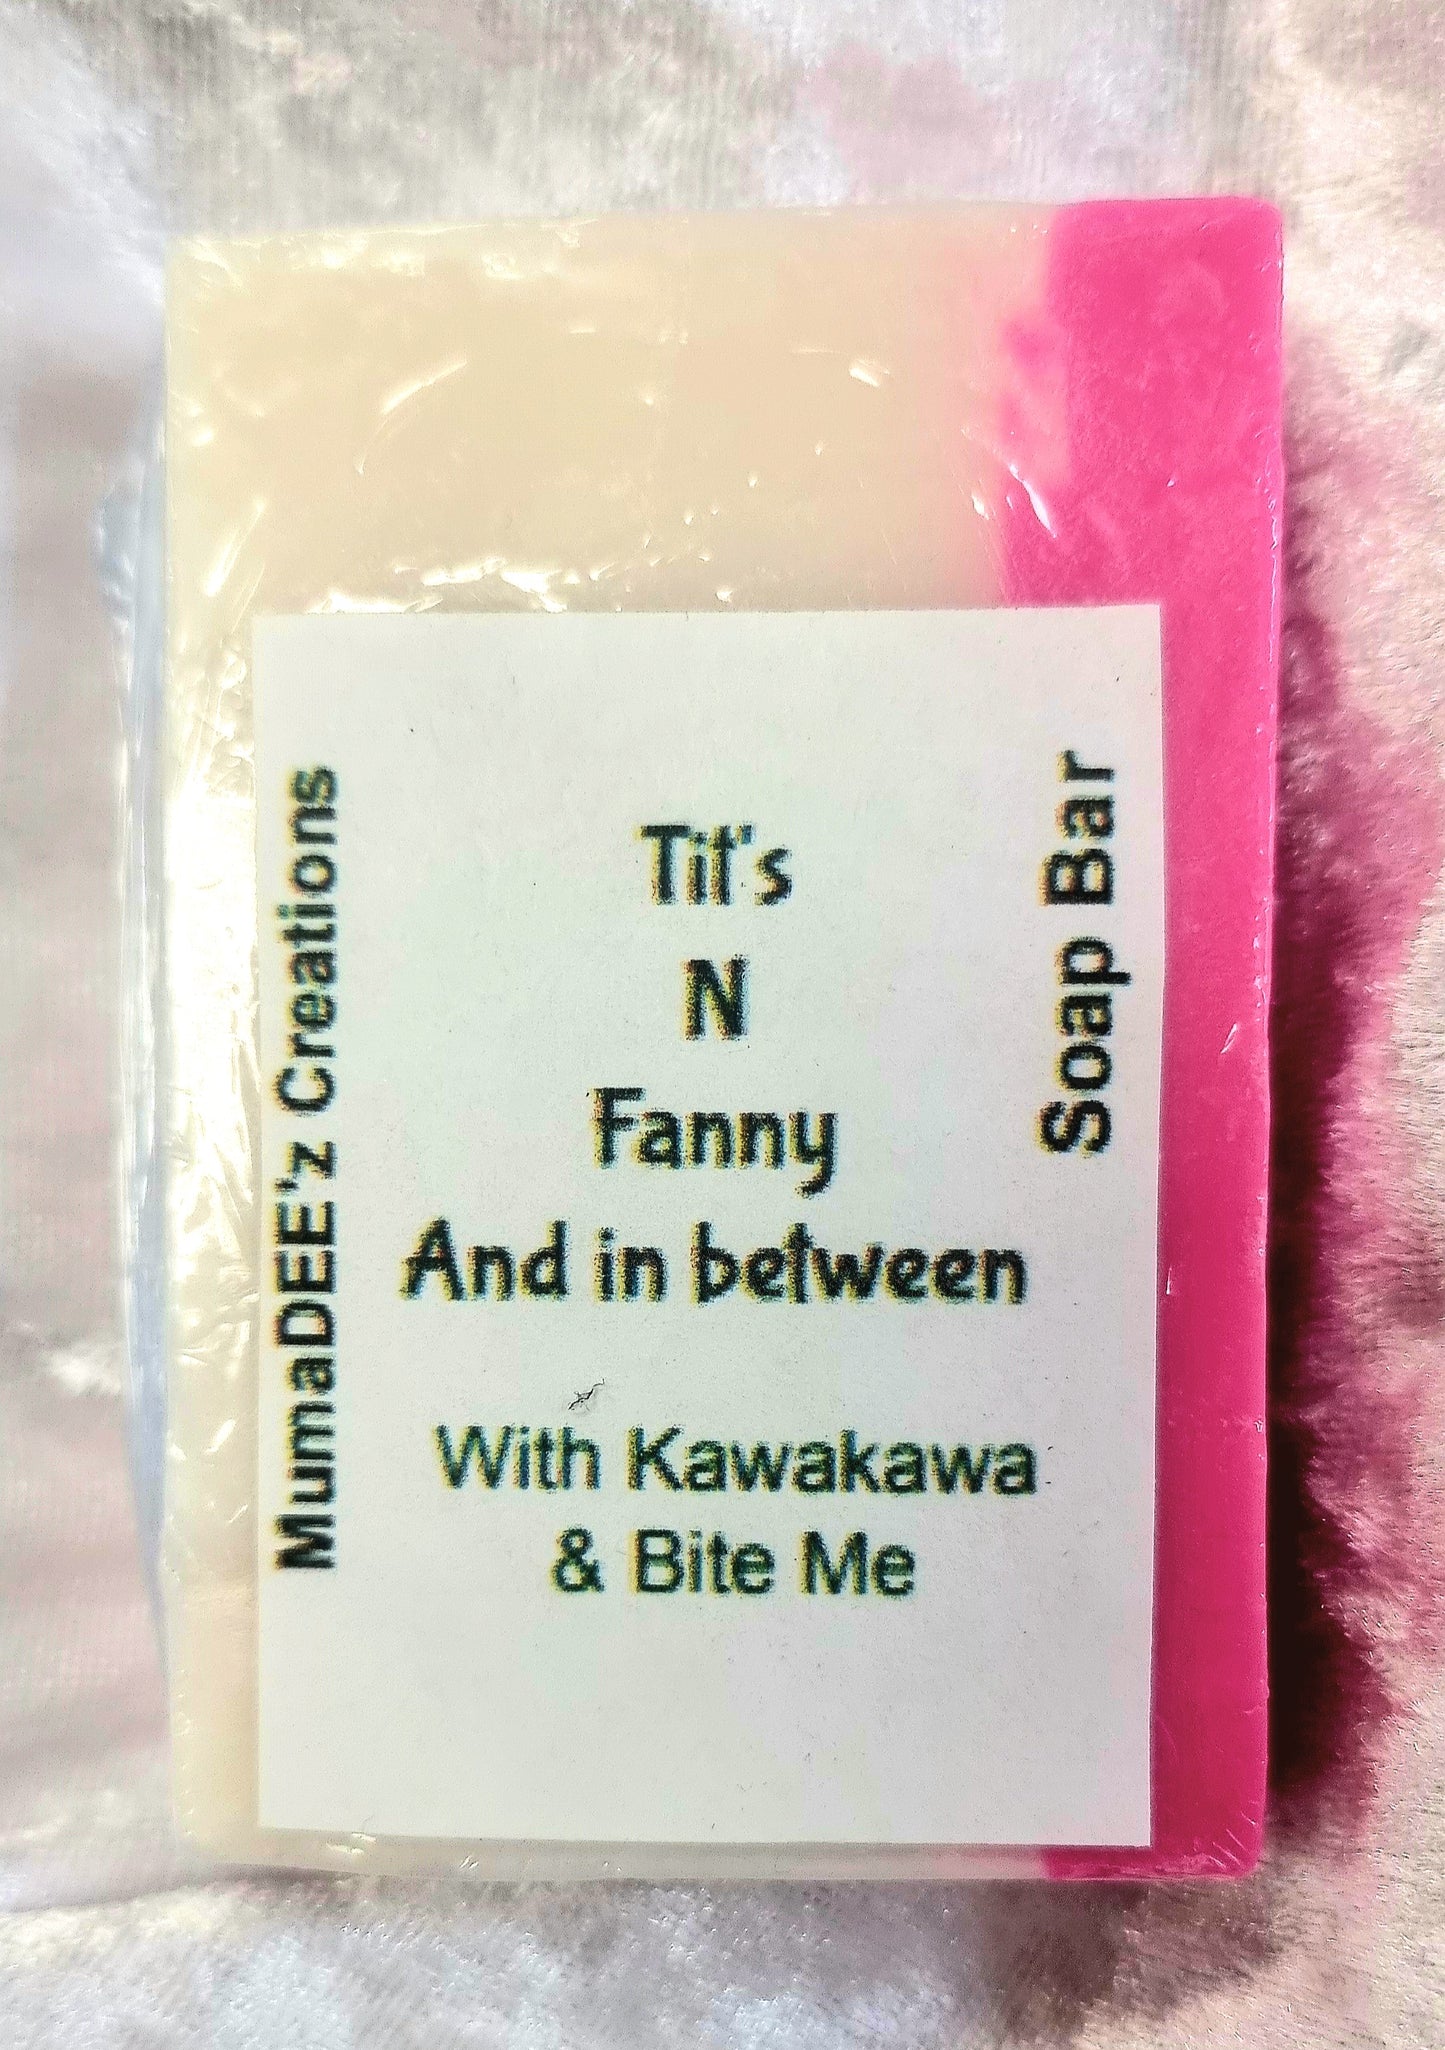 MumaDEE'z Creations
Tit's
N
Fanny
And in between
With Kawakawa
& Bite Me
Soap Bar